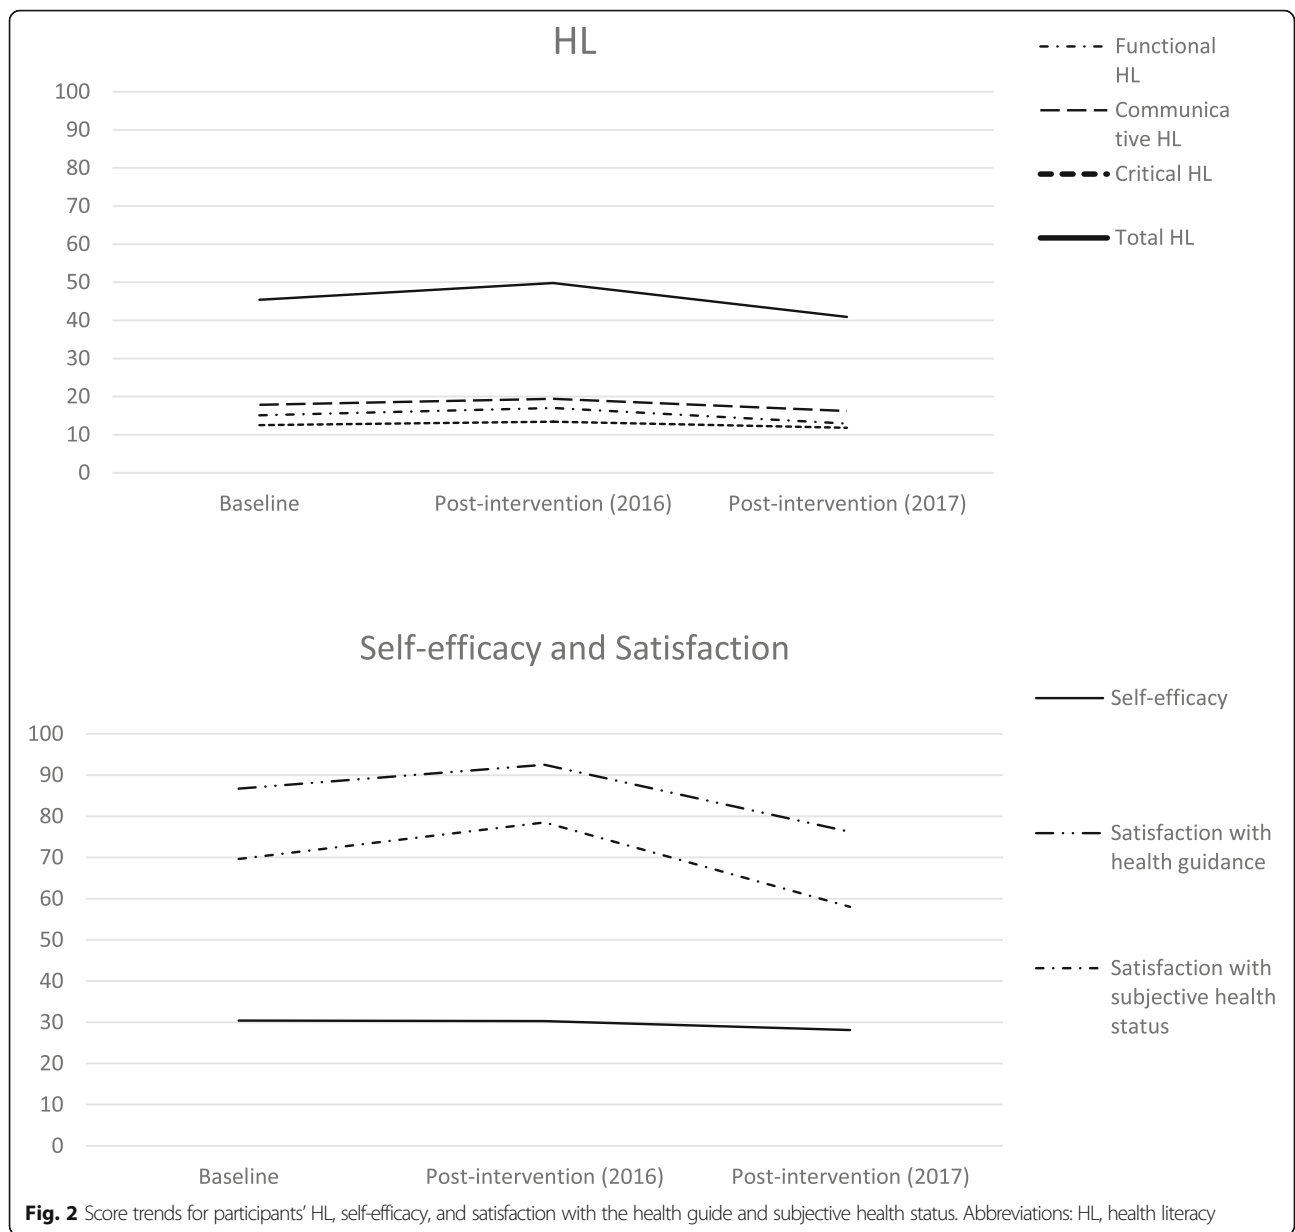 HL
Functional
HL
Communica
tive HL
Critical HL
Total HL
100
90
80
70
60
50
40
30
20
10
0
Baseline
Post-intervention (2016)
Post-intervention (2017)
Self-efficacy and Satisfaction
Self-efficacy
Satisfaction with
health guidance
Satisfaction with
subjective health
status
100
90
80
70
60
50
40
30
20
10
0
Baseline
Post-intervention (2016)
Post-intervention (2017)
Fig. 2 Score trends for participants' HL, self-efficacy, and satisfaction with the health guide and subjective health status. Abbreviations: HL, health literacy